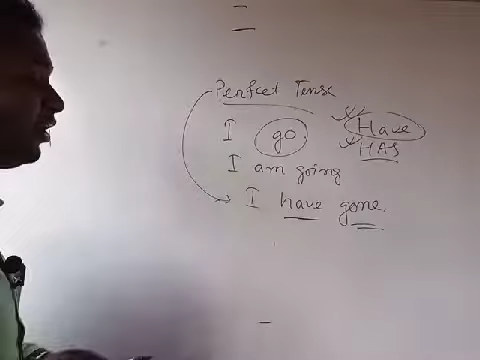 Perfect Tense
I go Have
HAS
I am going
I have gone.